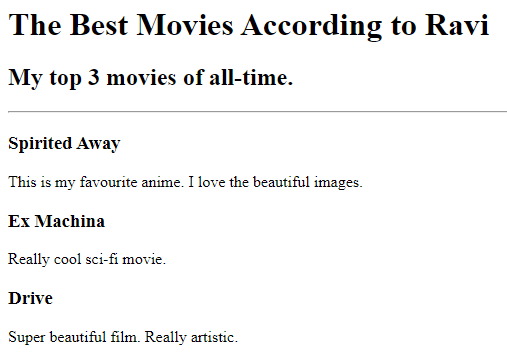 The Best Movies According to Ravi
My top 3 movies of all-time.
Spirited Away
This is my favourite anime. I love the beautiful images.
Ex Machina
Really cool sci-fi movie.
Drive
Super beautiful film. Really artistic.